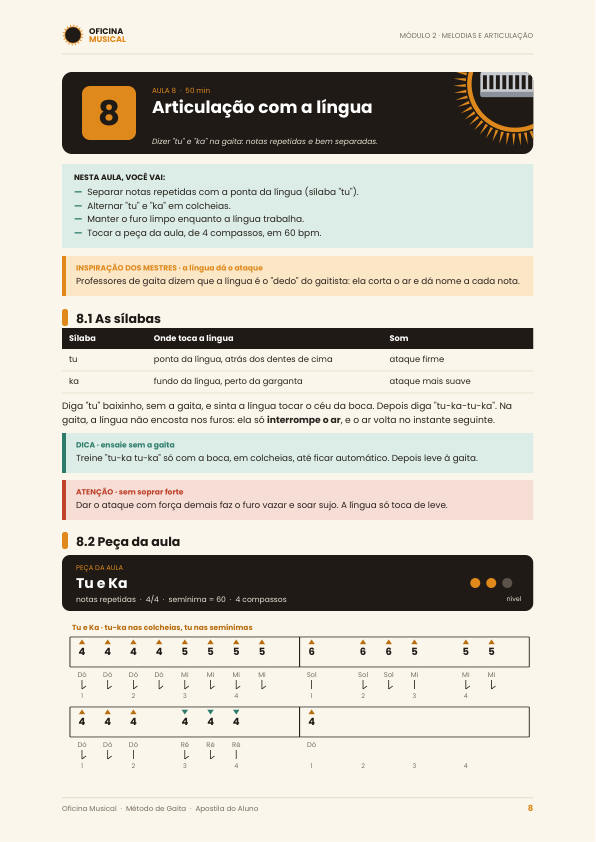 OFICINA
MUSICAL
MÓDULO 2 · MELODIAS E ARTICULAÇÃO
8
AULA 8 · 50 min
Articulação com a língua
Dizer "tu" e "ka" na gaita: notas repetidas e bem separadas.
NESTA AULA, VOCÊ VAI:
— Separar notas repetidas com a ponta da língua (sílaba "tu").
— Alternar "tu" e "ka" em colcheias.
— Manter o furo limpo enquanto a língua trabalha.
— Tocar a peça da aula, de 4 compassos, em 60 bpm.
INSPIRAÇÃO DOS MESTRES · a língua dá o ataque
Professores de gaita dizem que a língua é o "dedo" do gaitista: ela corta o ar e dá nome a cada nota.
8.1 As sílabas
Sílaba Onde toca a língua Som
tu ponta da língua, atrás dos dentes de cima ataque firme
ka fundo da língua, perto da garganta ataque mais suave
Diga "tu" baixinho, sem a gaita, e sinta a língua tocar o céu da boca. Depois diga "tu-ka-tu-ka". Na
gaita, a língua não encosta nos furos: ela só interrompe o ar, e o ar volta no instante seguinte.
DICA · ensaie sem a gaita
Treine "tu-ka tu-ka" só com a boca, em colcheias, até ficar automático. Depois leve à gaita.
ATENÇÃO · sem soprar forte
Dar o ataque com força demais faz o furo vazar e soar sujo. A língua só toca de leve.
8.2 Peça da aula
PEÇA DA AULA
Tu e Ka
notas repetidas · 4/4 · semínima = 60 · 4 compassos
nível
Tu e Ka · tu-ka nas colcheias, tu nas semínimas
4 4 4 4 5 5 5 5 6 6 6 5 5 5
Dó Dó Dó Dó Mi Mi Mi Mi Sol Sol Sol Mi Mi Mi
1 2 3 4 1 2 3 4
4 4 4 4 4 4 4
Dó Dó Dó Ré Ré Ré Dó
1 2 3 4 1 2 3 4
Oficina Musical · Método de Gaita · Apostila do Aluno
8